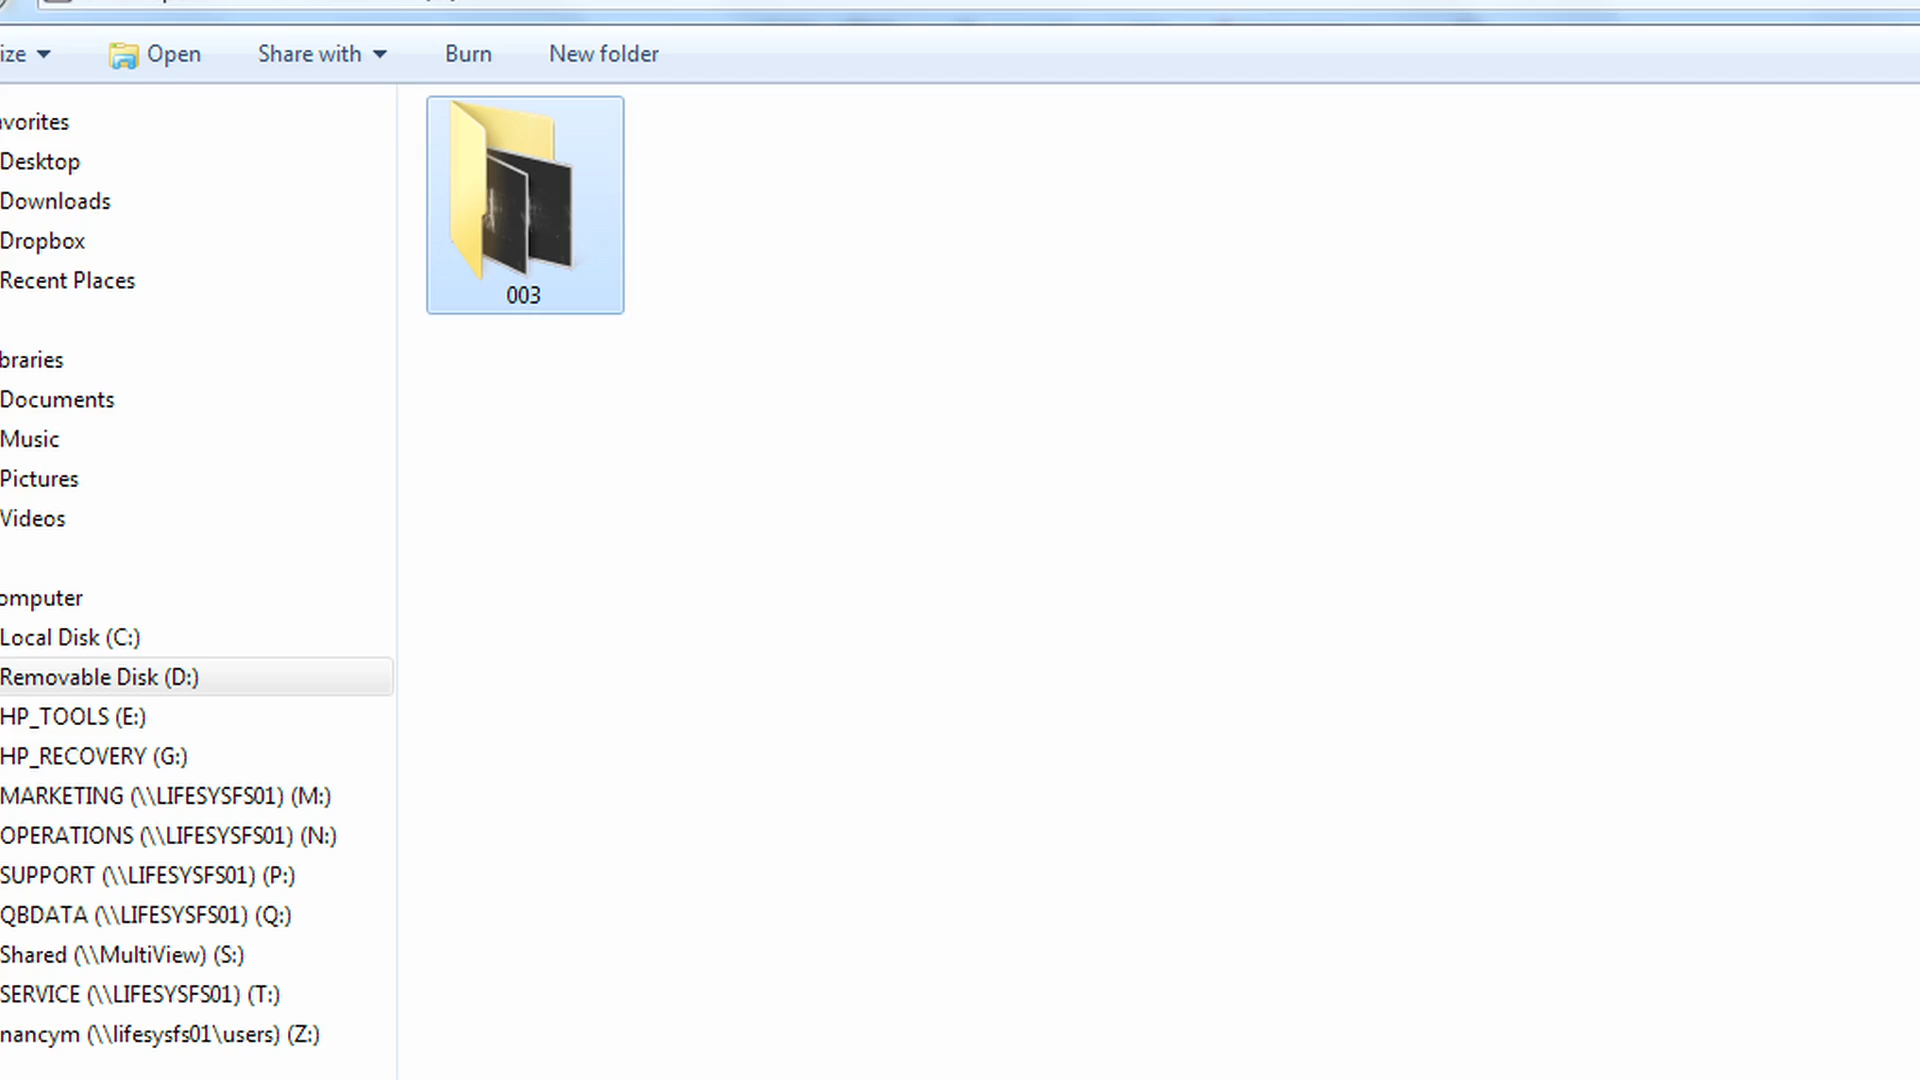 ize Open Share with Burn New folder
avorites
Desktop
Downloads
Dropbox
Recent Places
braries
Documents
Music
Pictures
Videos
omputer
Local Disk (C:)
Removable Disk (D:)
HP_TOOLS (E:)
HP_RECOVERY (G:)
MARKETING (\\LIFESYSFS01) (M:)
OPERATIONS (\\LIFESYSFS01) (N:)
SUPPORT (\\LIFESYSFS01) (P:)
QBDATA (\\LIFESYSFS01) (Q:)
Shared (\\MultiView) (S:)
SERVICE (\\LIFESYSFS01) (T:)
nancym (\\lifesysfs01\users) (Z:)
003